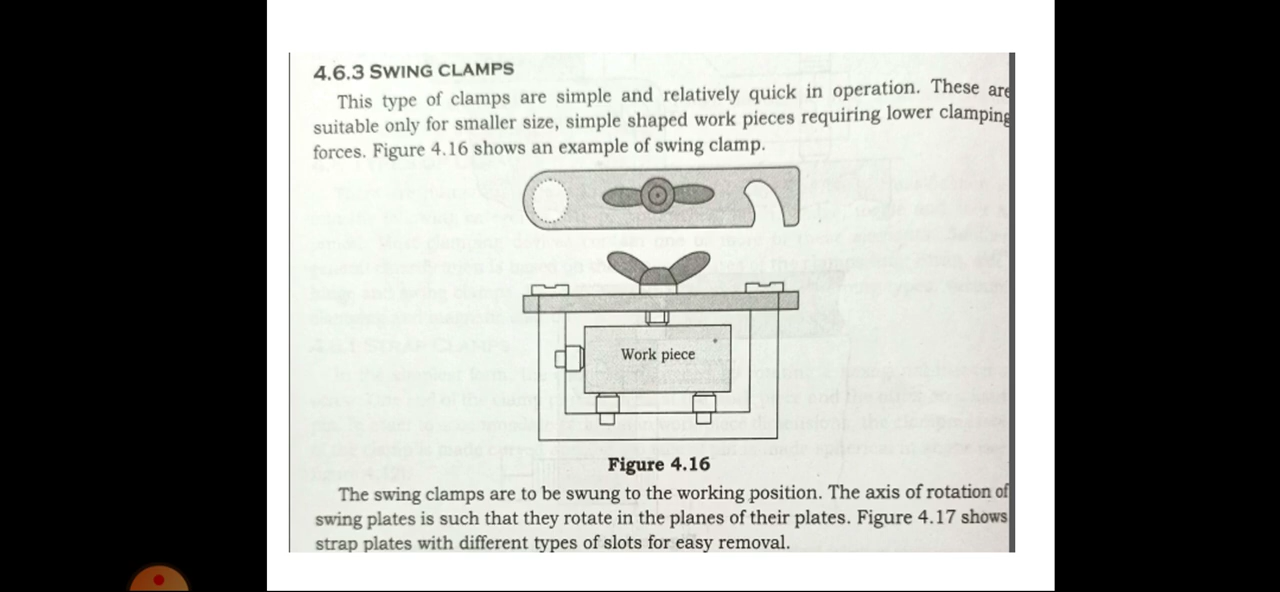 4.6.3 SWING CLAMPS
This type of clamps are simple and relatively quick in operation. These are
suitable only for smaller size, simple shaped work pieces requiring lower clamping
forces. Figure 4.16 shows an example of swing clamp.
Work piece
Figure 4.16
The swing clamps are to be swung to the working position. The axis of rotation of
swing plates is such that they rotate in the planes of their plates. Figure 4.17 shows
strap plates with different types of slots for easy removal.